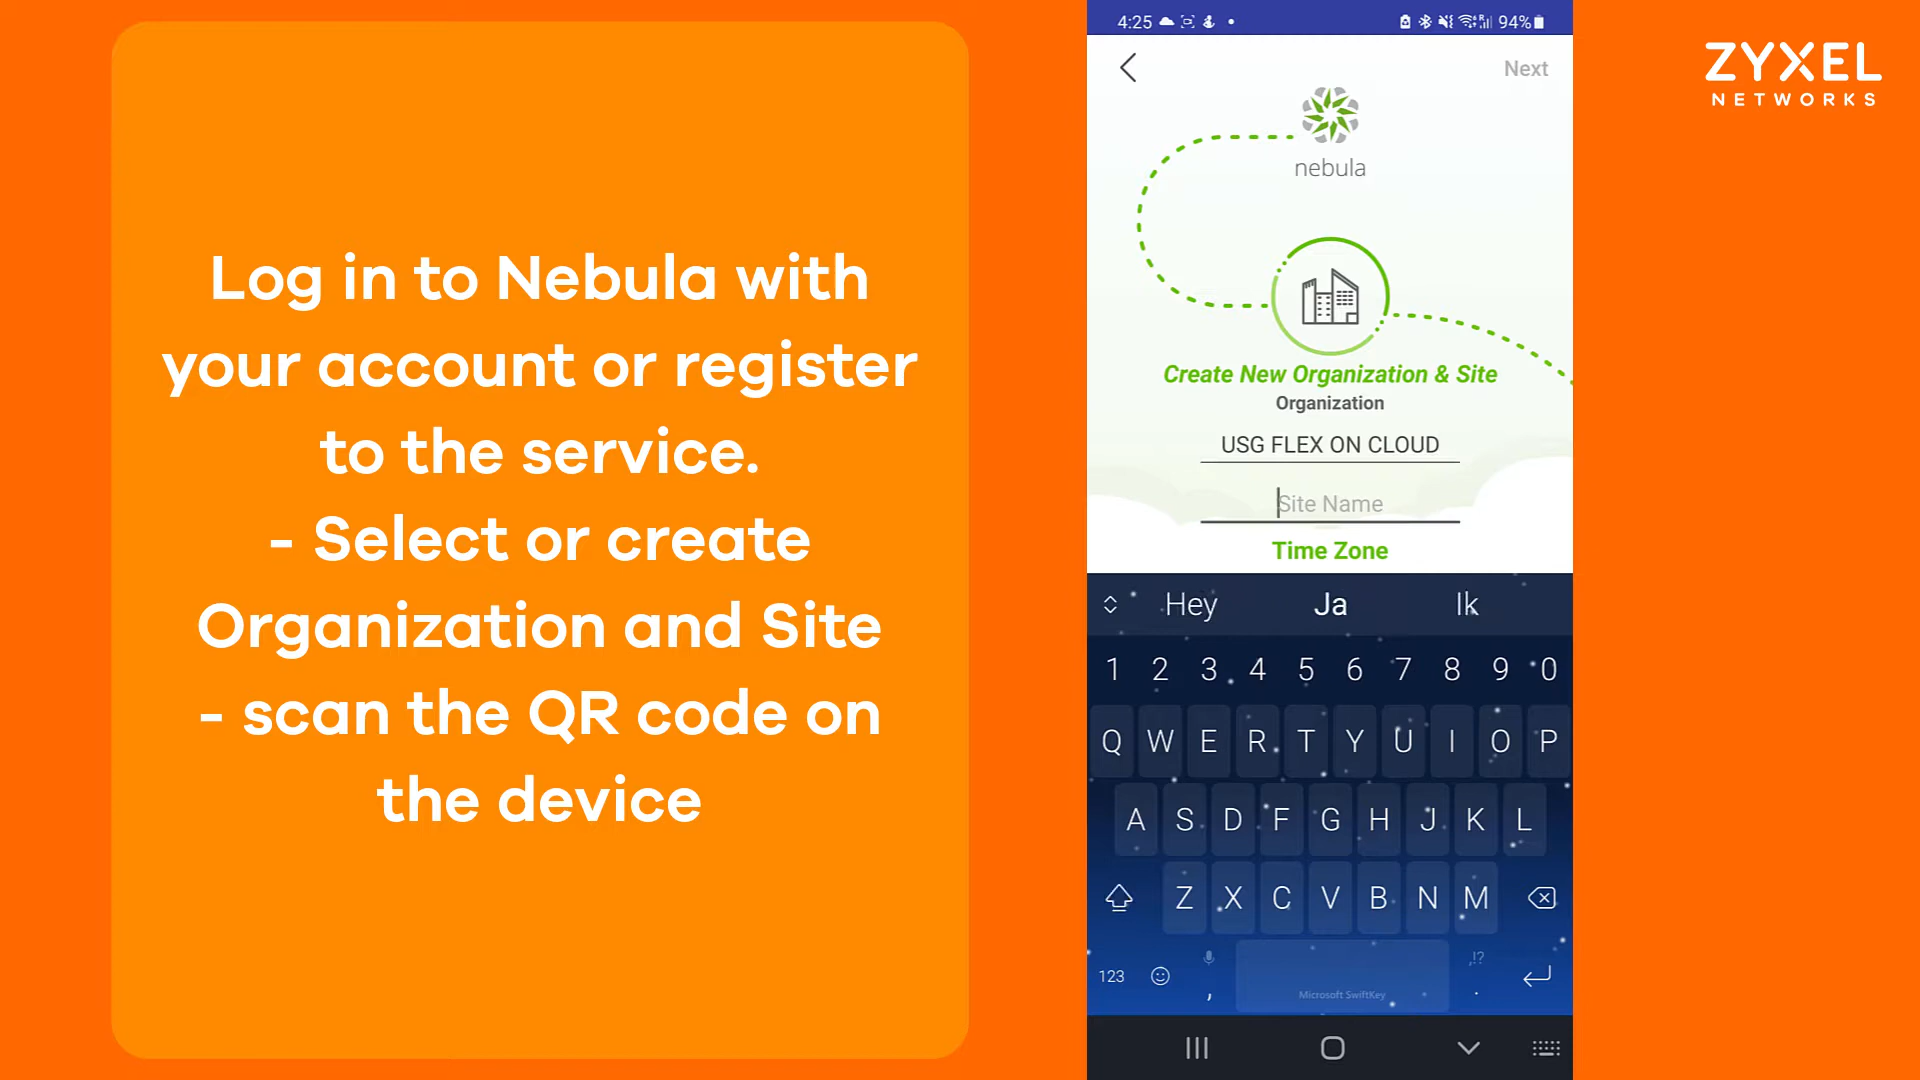 Log in to Nebula with
your account or register
to the service.
- Select or create
Organization and Site
- scan the QR code on
the device
4:25
94%
Next
nebula
Create New Organization & Site
Organization
USG FLEX ON CLOUD
Site Name
Time Zone
Hey Ja Ik
1 2 3 4 5 6 7 8 9 0
Q W E R T Y U I O P
A S D F G H J K L
Z X C V B N M
123 , Microsoft SwiftKey ,!? .
ZYXEL
NETWORKS